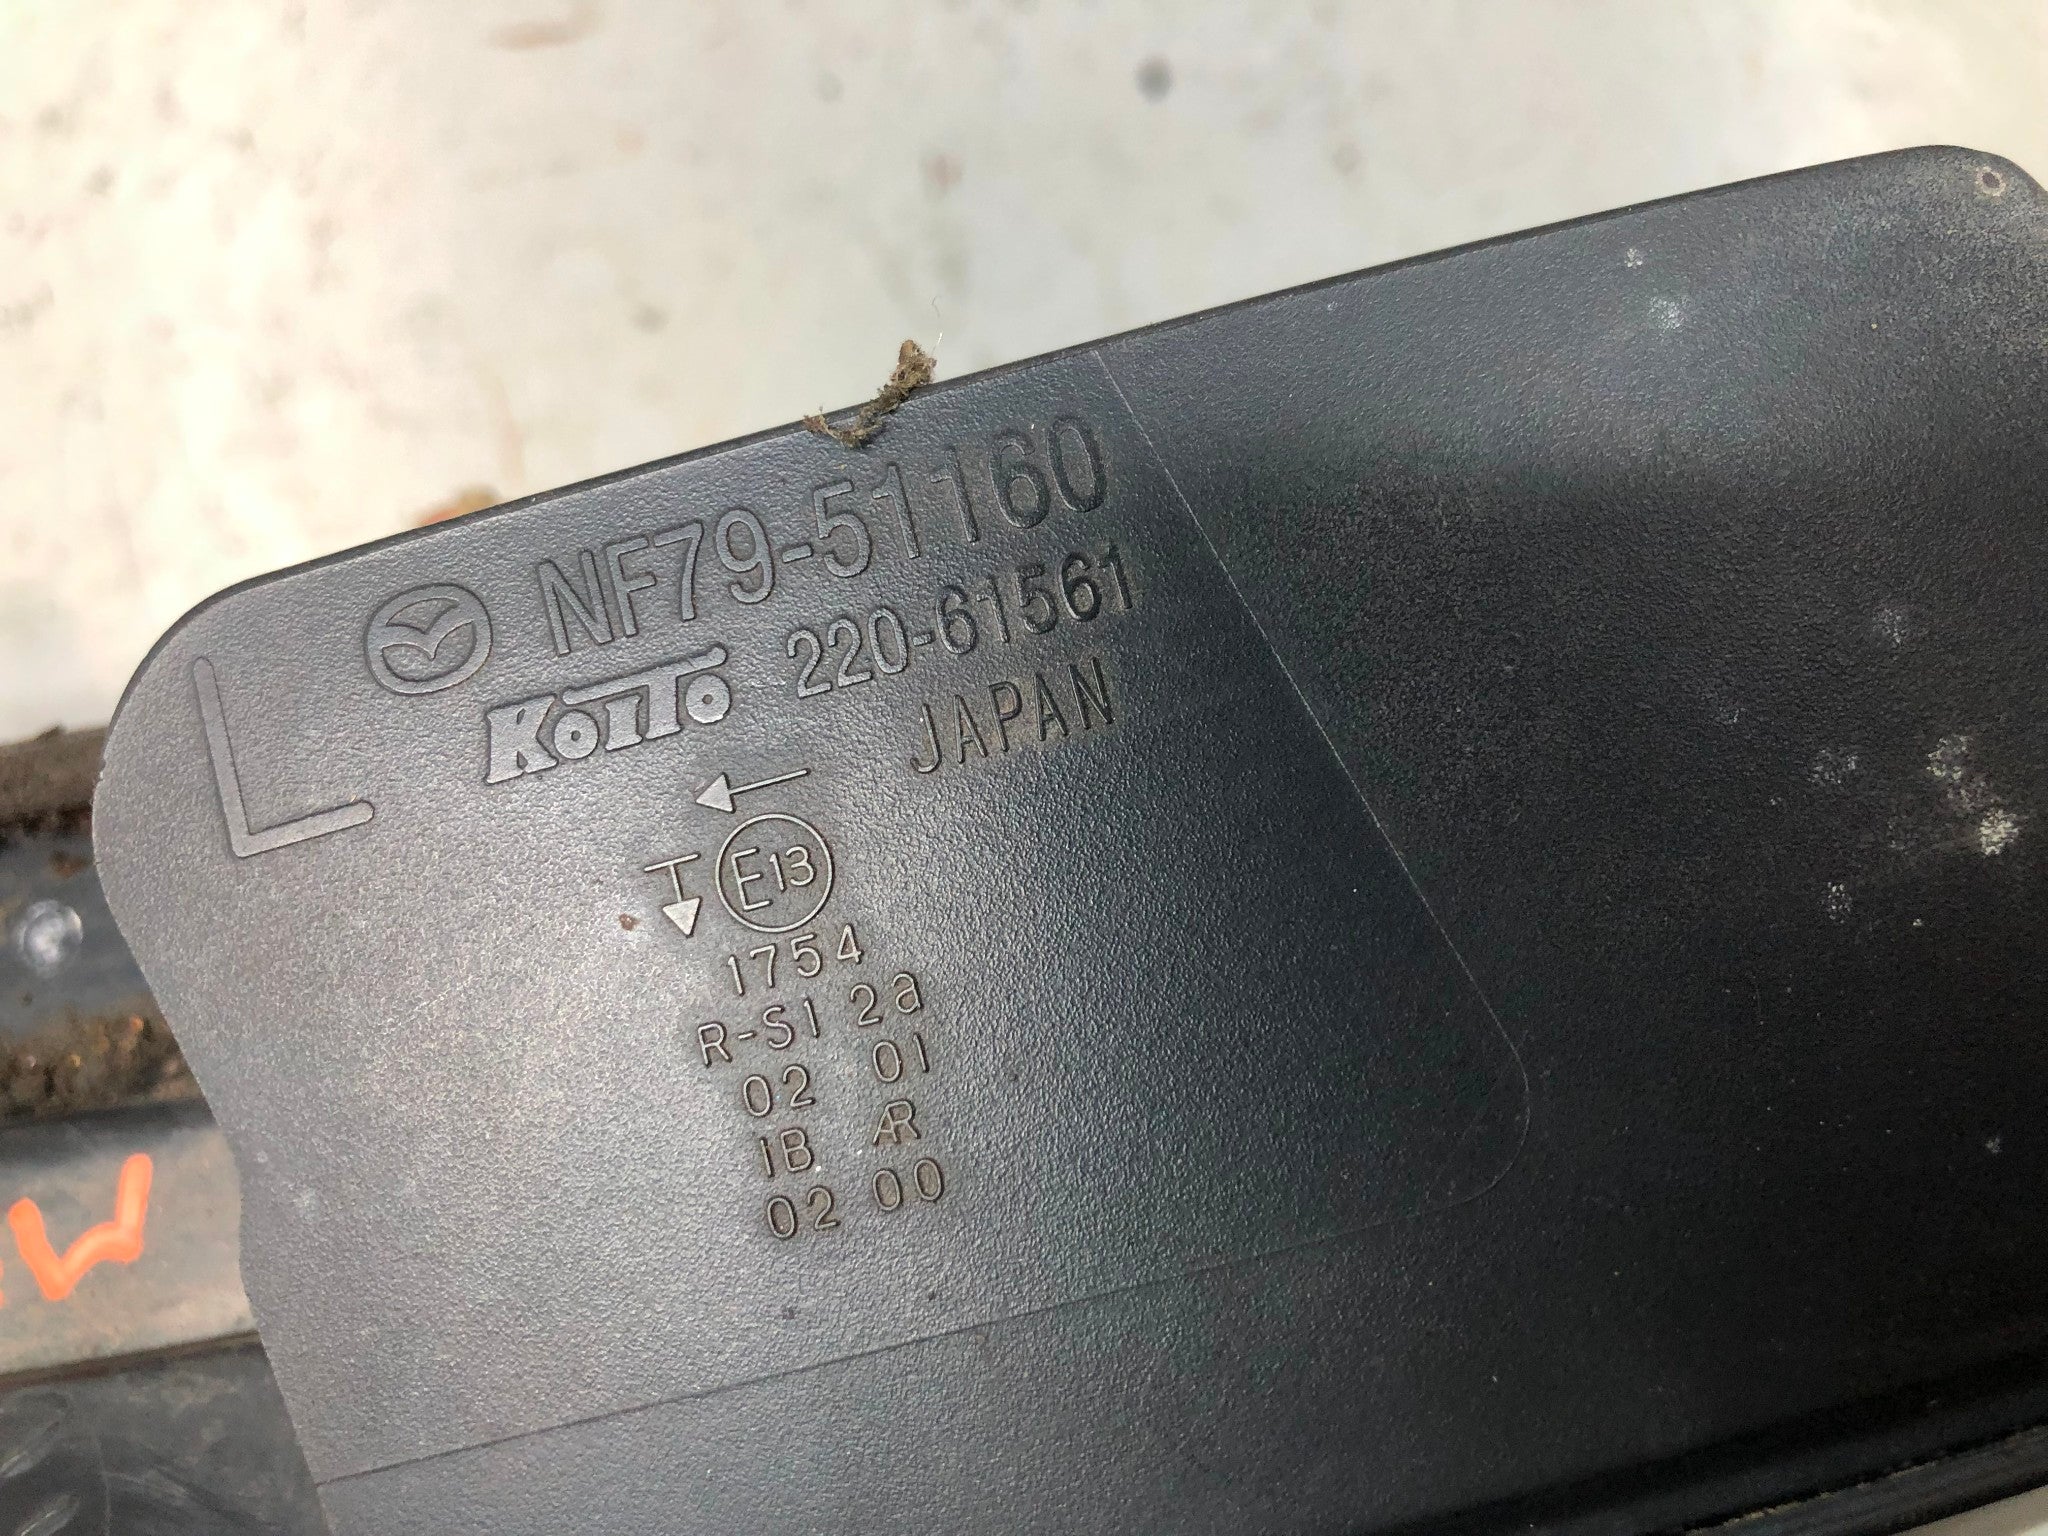 NF79-51160
KOITO 220-61561
L
JAPAN
E13
1754
R-S1 2a
02 01
IB AR
02 00
W